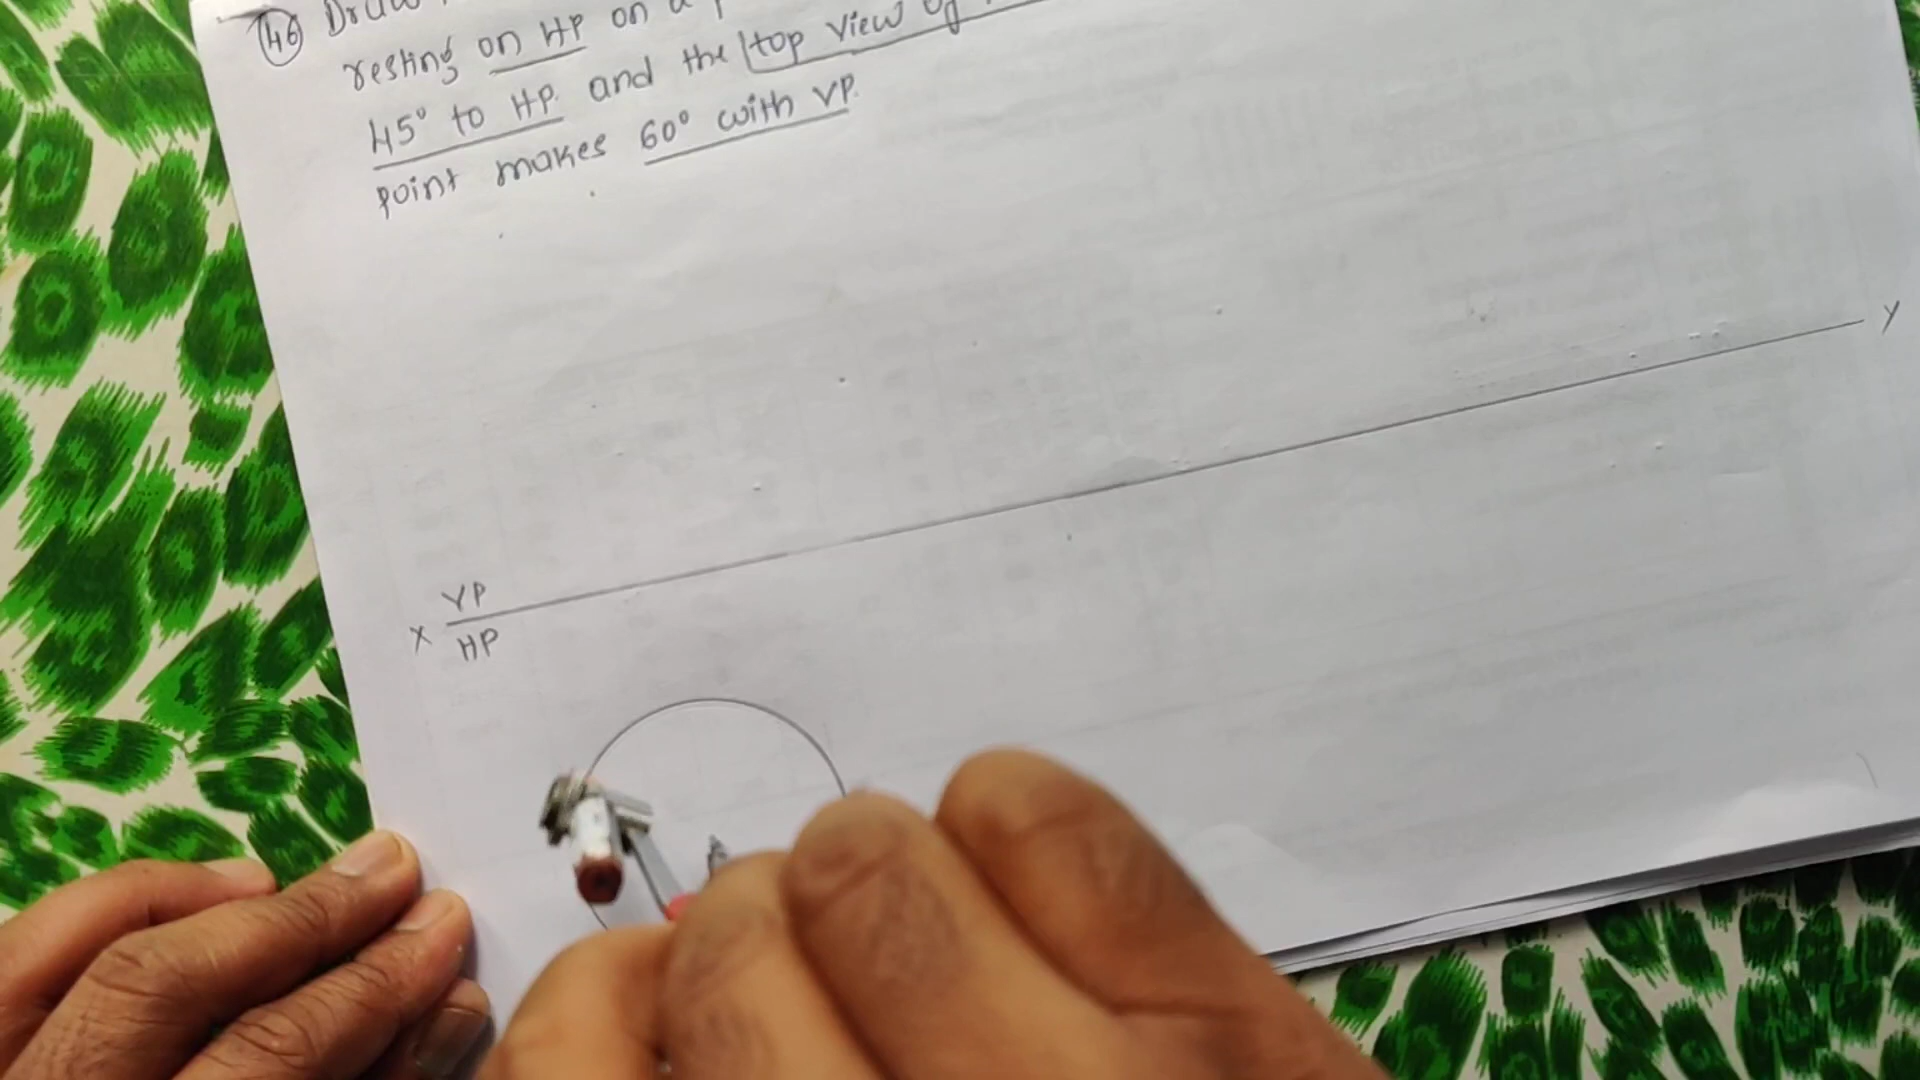 46 Draw
resting on HP on a
45° to HP. and the top view of
point makes 60° with VP.
Y
VP
X
HP